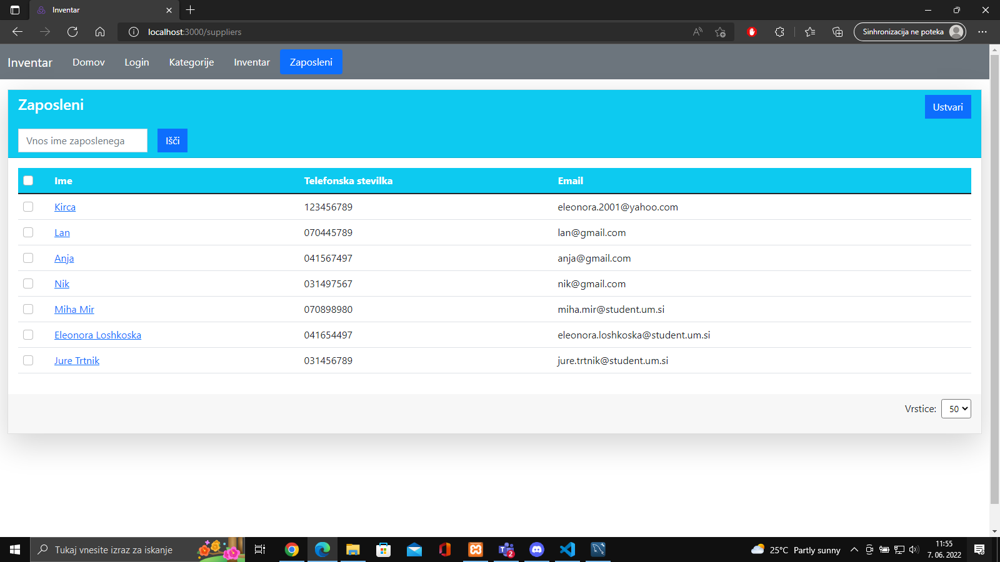 Inventar
localhost:3000/suppliers
Sinhronizacija ne poteka
Inventar Domov Login Kategorije Inventar Zaposleni
Zaposleni
Ustvari
Vnos ime zaposlenega Išči
Ime Telefonska stevilka Email
Kirca 123456789 eleonora.2001@yahoo.com
Lan 070445789 lan@gmail.com
Anja 041567497 anja@gmail.com
Nik 031497567 nik@gmail.com
Miha Mir 070898980 miha.mir@student.um.si
Eleonora Loshkoska 041654497 eleonora.loshkoska@student.um.si
Jure Trtnik 031456789 jure.trtnik@student.um.si
Vrstice: 50
Tukaj vnesite izraz za iskanje
2
25°C Partly sunny
11:55
7. 06. 2022